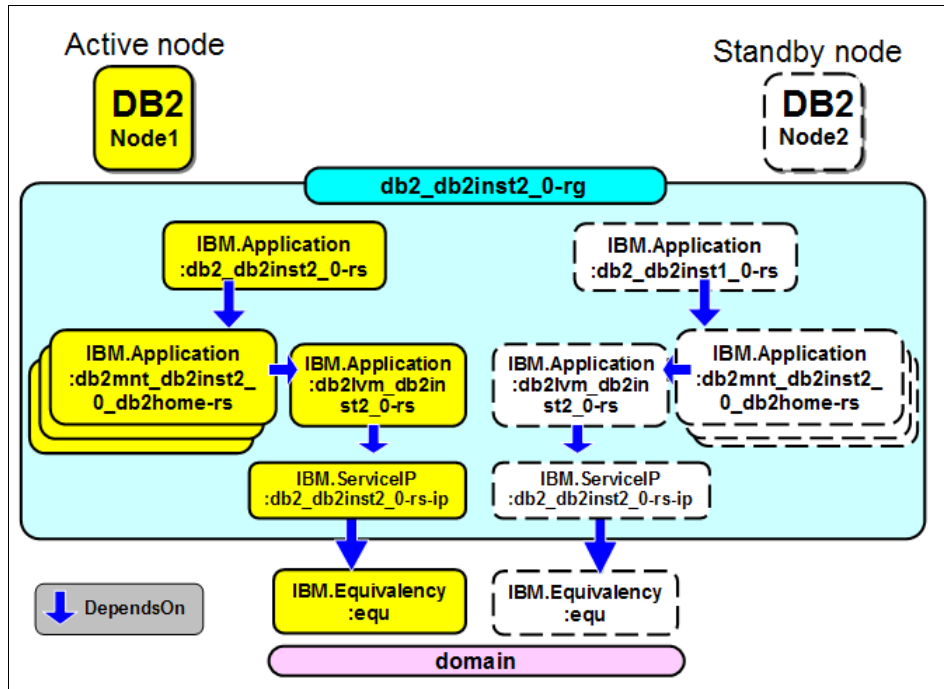 Active node
Standby node
DB2
Node1
DB2
Node2
db2_db2inst2_0-rg
IBM.Application
:db2_db2inst2_0-rs
IBM.Application
:db2_db2inst1_0-rs
IBM.Application
:db2mnt_db2inst2_
0_db2home-rs
IBM.Application
:db2lvm_db2in
st2_0-rs
IBM.Application
:db2lvm_db2in
st2_0-rs
IBM.Application
:db2mnt_db2inst2_
0_db2home-rs
IBM.ServiceIP
:db2_db2inst2_0-rs-ip
IBM.ServiceIP
:db2_db2inst2_0-rs-ip
DependsOn
IBM.Equivalency
:equ
IBM.Equivalency
:equ
domain